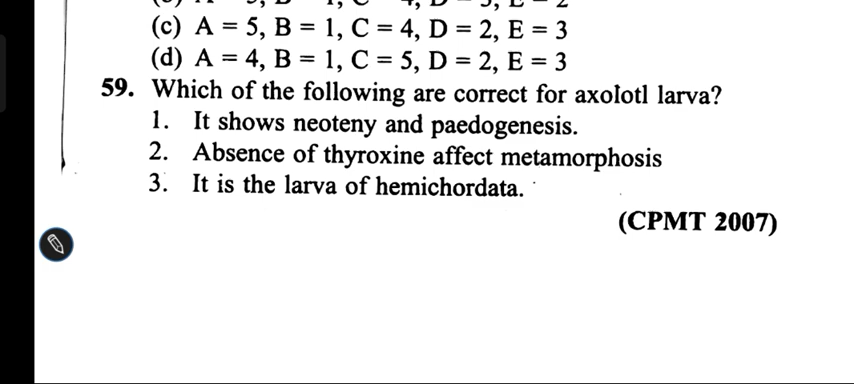 (c) A = 5, B = 1, C = 4, D = 2, E = 3
(d) A = 4, B = 1, C = 5, D = 2, E = 3
59. Which of the following are correct for axolotl larva?
1. It shows neoteny and paedogenesis.
2. Absence of thyroxine affect metamorphosis
3. It is the larva of hemichordata.
(CPMT 2007)